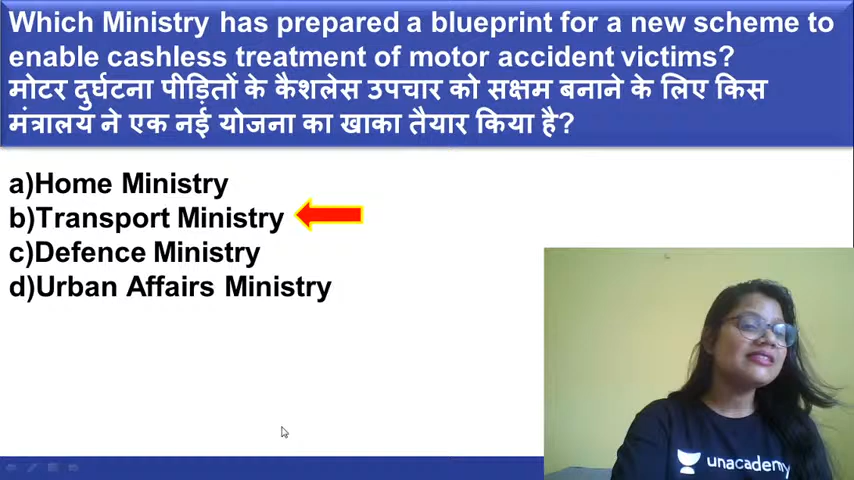 Which Ministry has prepared a blueprint for a new scheme to
enable cashless treatment of motor accident victims?
मोटर दुर्घटना पीड़ितों के कैशलेस उपचार को सक्षम बनाने के लिए किस
मंत्रालय ने एक नई योजना का खाका तैयार किया है?
a)Home Ministry
b)Transport Ministry
c)Defence Ministry
d)Urban Affairs Ministry
unacademy